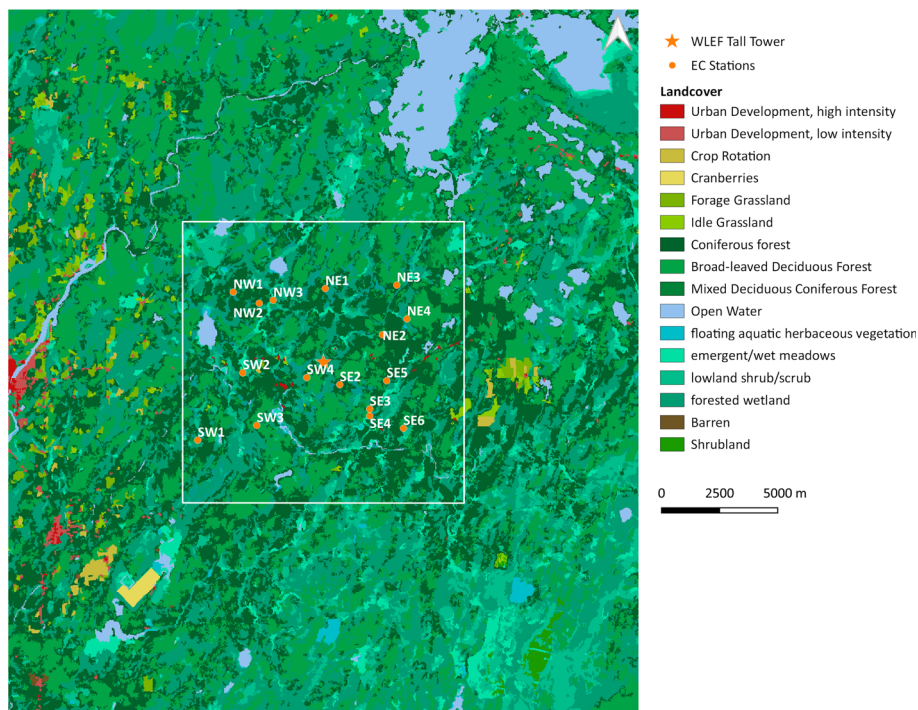 WLEF Tall Tower
EC Stations
Landcover
Urban Development, high intensity
Urban Development, low intensity
Crop Rotation
Cranberries
Forage Grassland
Idle Grassland
Coniferous forest
Broad-leaved Deciduous Forest
Mixed Deciduous Coniferous Forest
Open Water
floating aquatic herbaceous vegetation
emergent/wet meadows
lowland shrub/scrub
forested wetland
Barren
Shrubland
0 2500 5000 m
NW1
NW2
NW3
NE1
NE3
NE4
NE2
SW2
SW4
SE2
SE5
SE3
SE4
SE6
SW3
SW1